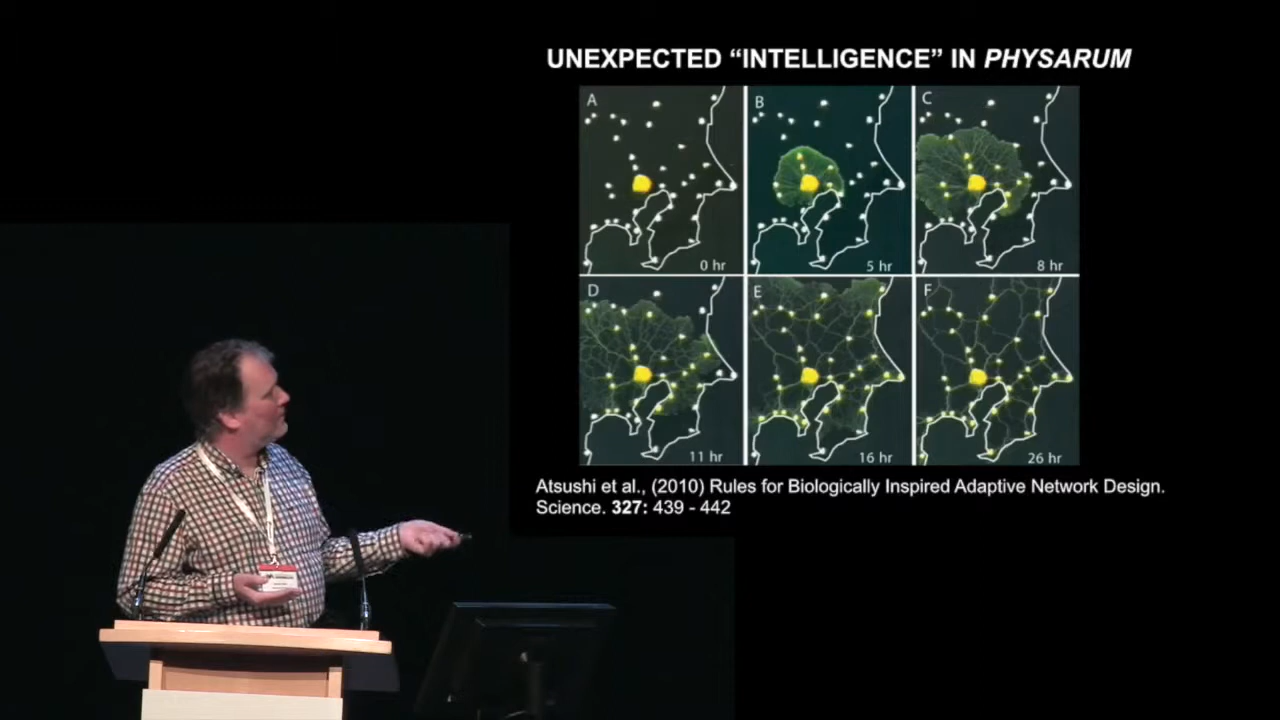 UNEXPECTED “INTELLIGENCE” IN PHYSARUM
A
B
C
0 hr
5 hr
8 hr
D
E
F
11 hr
16 hr
26 hr
Atsushi et al., (2010) Rules for Biologically Inspired Adaptive Network Design.
Science. 327: 439 - 442